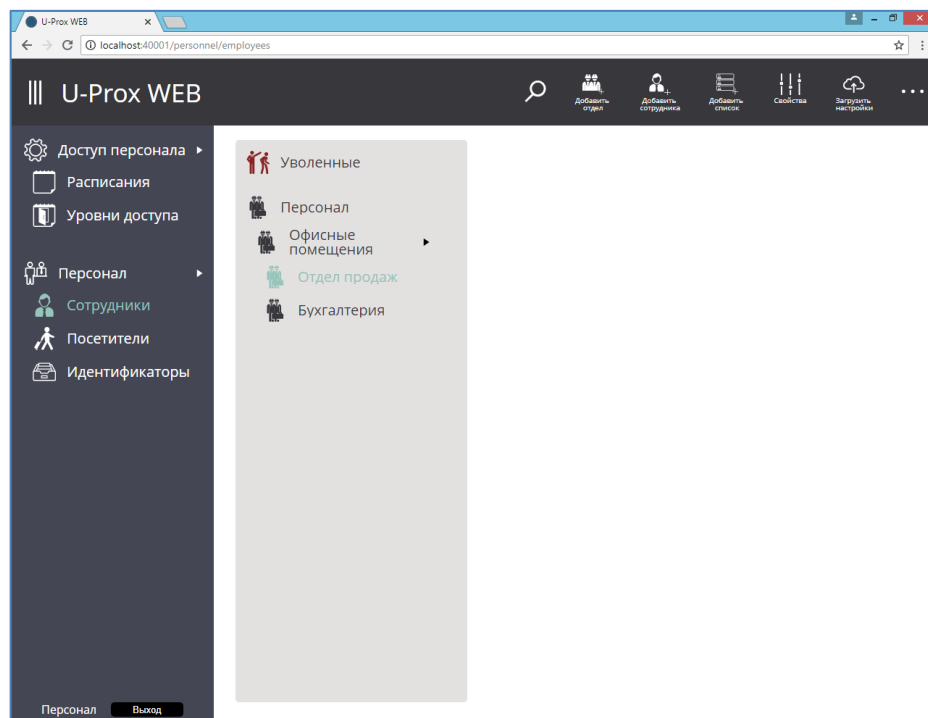 U-Prox WEB
localhost:40001/personnel/employees
U-Prox WEB
Добавить
отдел
Добавить
сотрудника
Добавить
список
Свойства
Загрузить
настройки
Доступ персонала
Расписания
Уровни доступа
Персонал
Сотрудники
Посетители
Идентификаторы
Уволенные
Персонал
Офисные
помещения
Отдел продаж
Бухгалтерия
Персонал
Выход